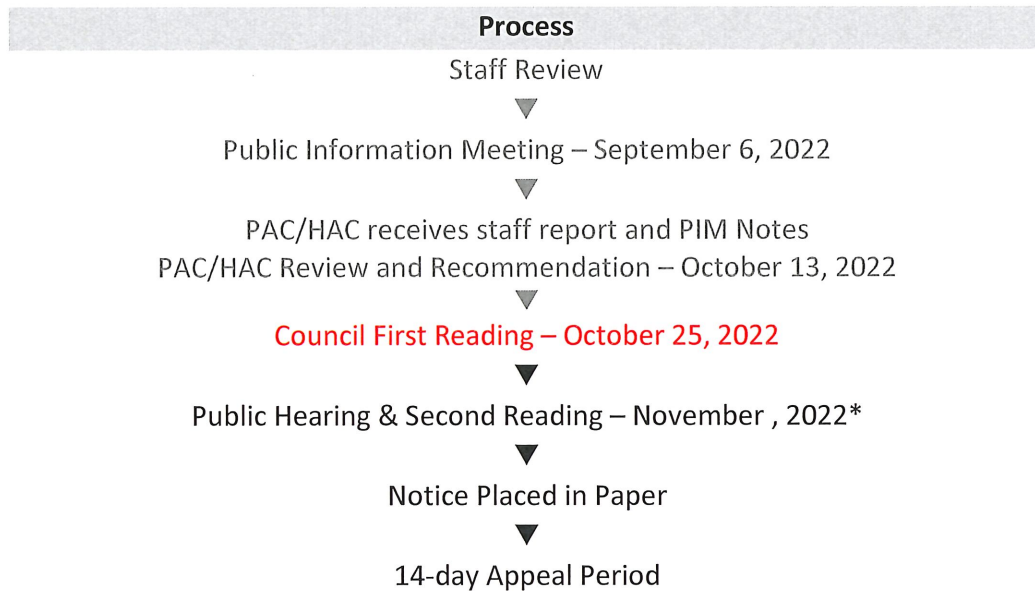 Process
Staff Review
Public Information Meeting – September 6, 2022
PAC/HAC receives staff report and PIM Notes
PAC/HAC Review and Recommendation – October 13, 2022
Council First Reading – October 25, 2022
Public Hearing & Second Reading – November , 2022*
Notice Placed in Paper
14-day Appeal Period